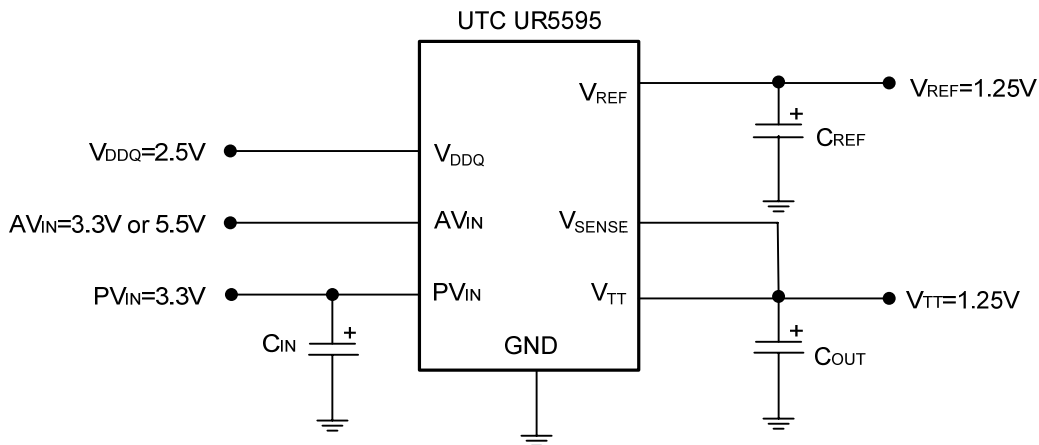 UTC UR5595
VREF
VREF=1.25V
+
CREF
VDDQ=2.5V
VDDQ
AVIN=3.3V or 5.5V
AVIN
VSENSE
PVIN=3.3V
PVIN
VTT
VTT=1.25V
+
CIN
GND
+
COUT